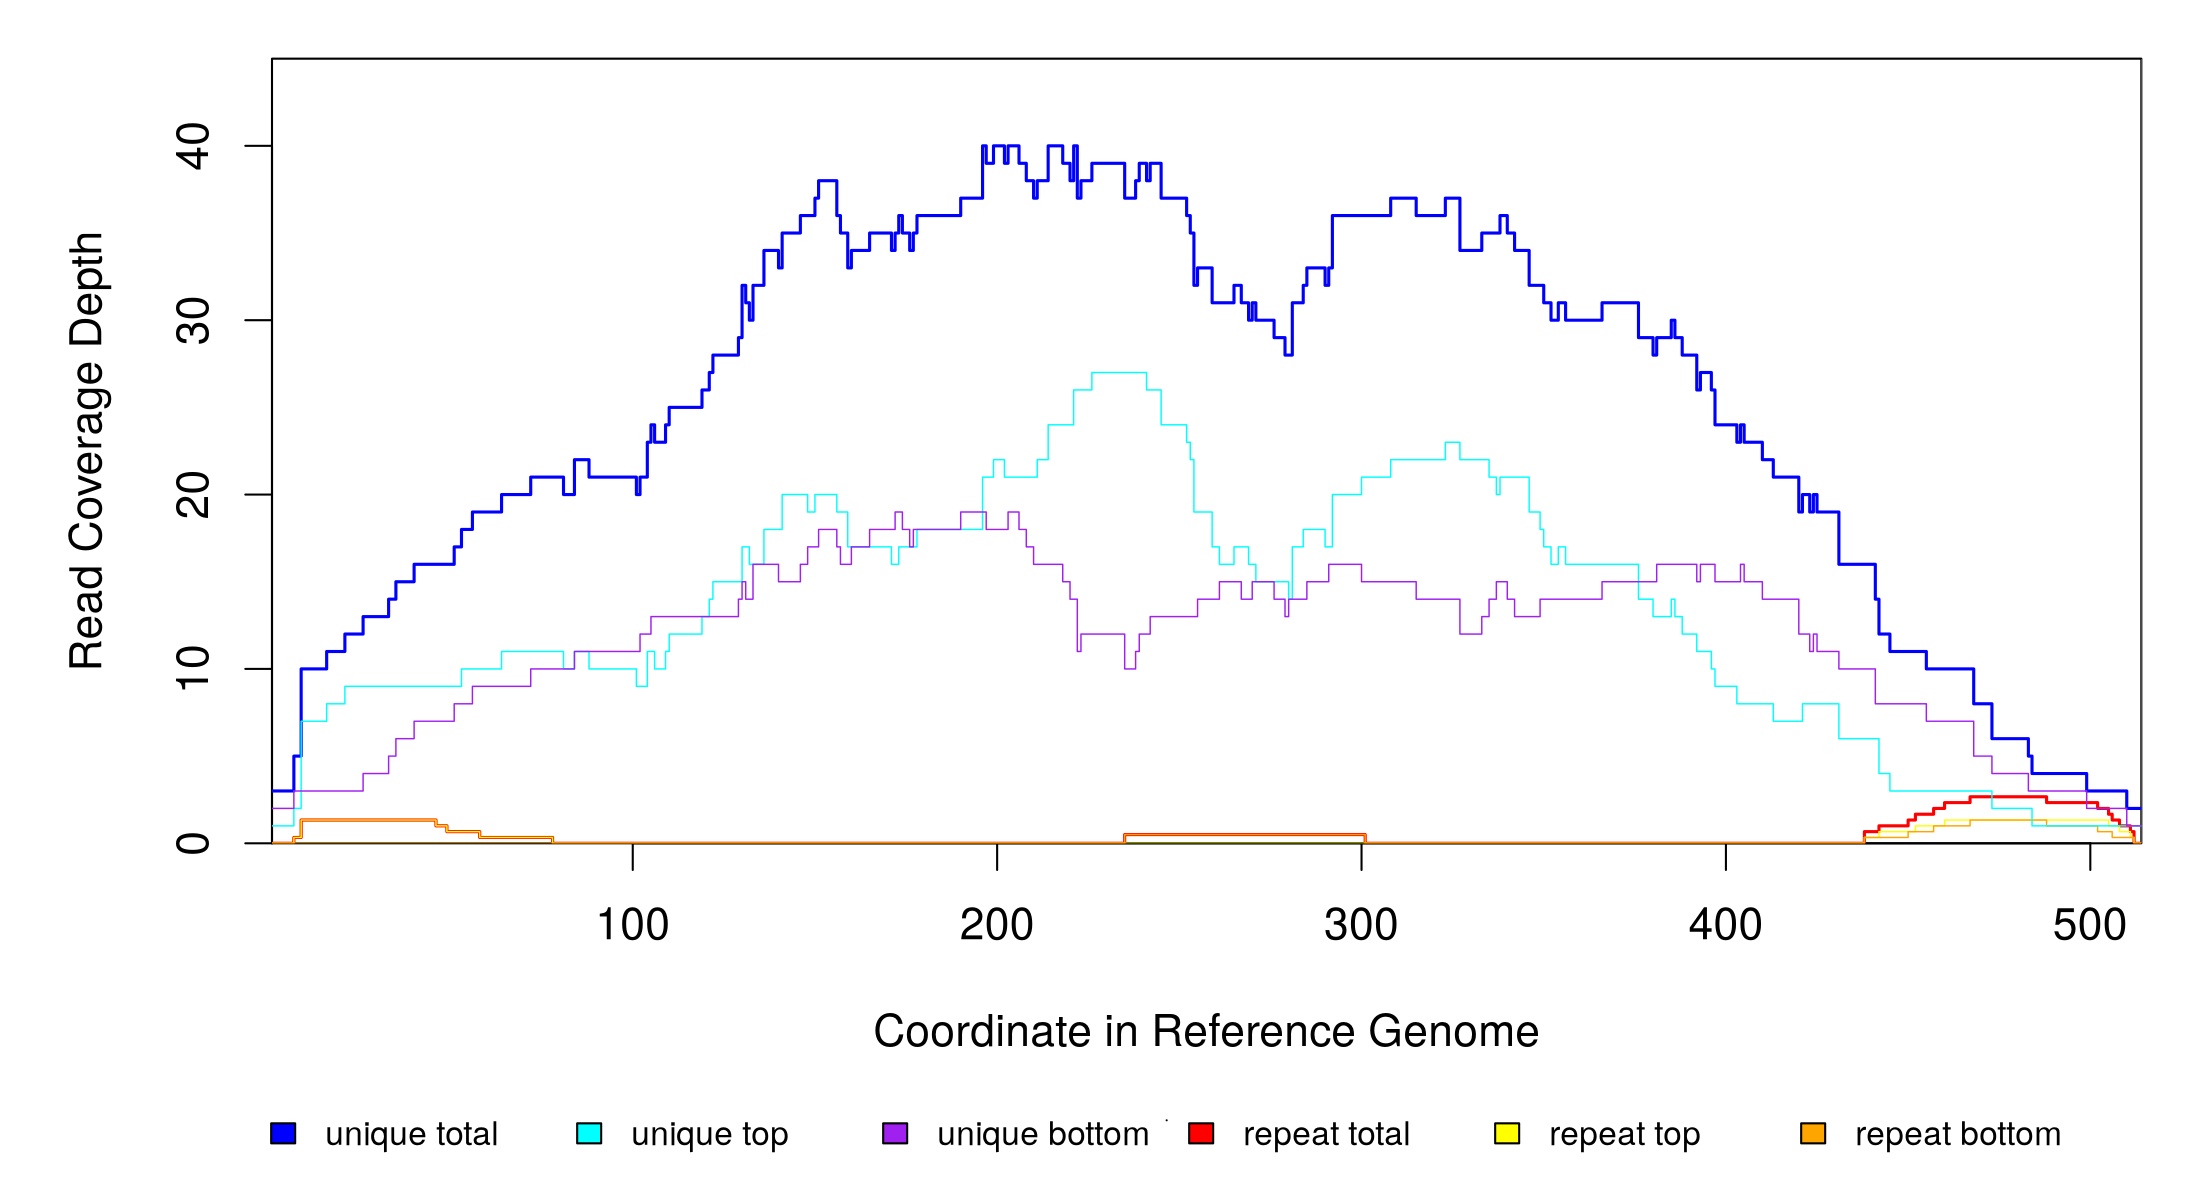 40
30
20
10
0
Read Coverage Depth
100 200 300 400 500
Coordinate in Reference Genome
unique total unique top unique bottom repeat total repeat top repeat bottom